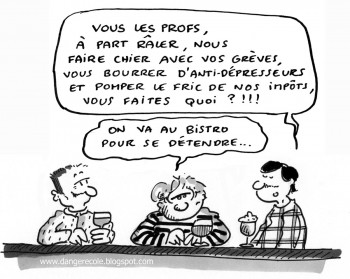 VOUS LES PROFS,
À PART RÂLER, NOUS
FAIRE CHIER AVEC VOS GRÈVES,
VOUS BOURRER D'ANTI-DÉPRESSEURS
ET POMPER LE FRIC DE NOS IMPÔTS,
VOUS FAITES QUOI ? !!!
ON VA AU BISTRO
POUR SE DÉTENDRE...
www.dangerecole.blogspot.com